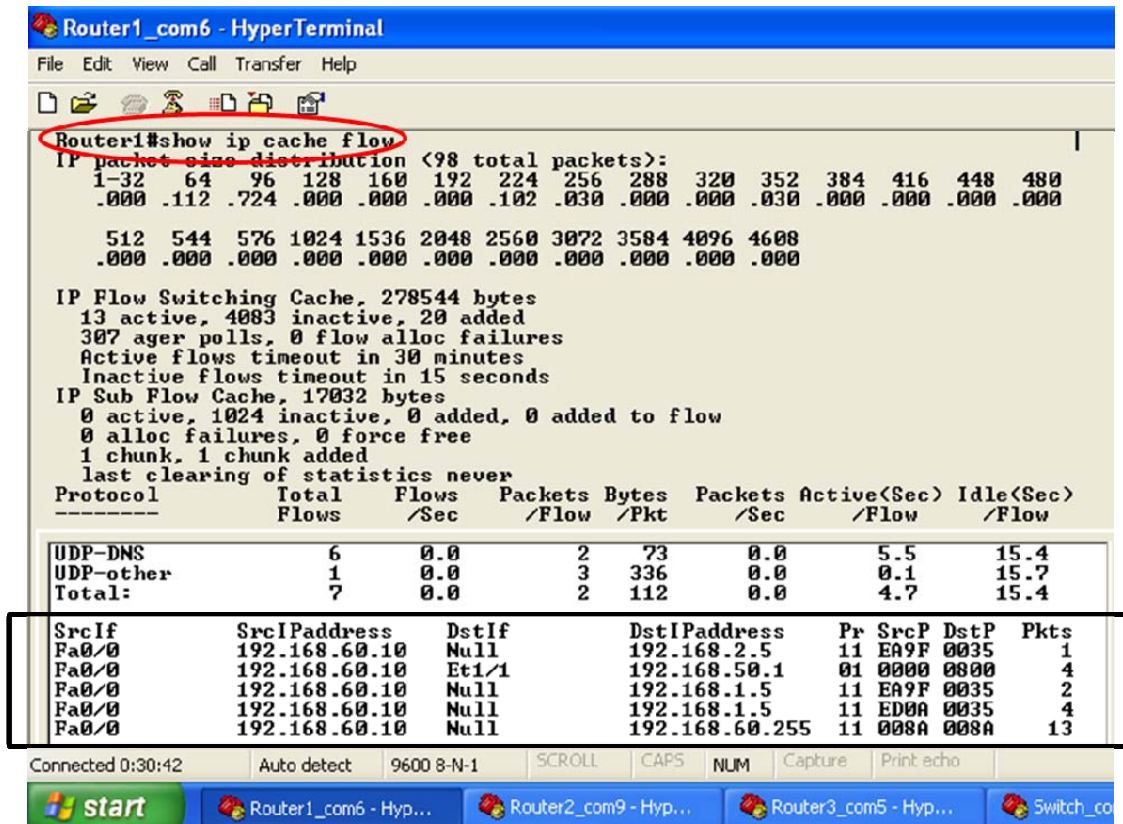 Router1_com6 - HyperTerminal
File Edit View Call Transfer Help
Router1#show ip cache flow
IP packet size distribution (98 total packets):
1-32 64 96 128 160 192 224 256 288 320 352 384 416 448 480
.000 .112 .724 .000 .000 .000 .102 .030 .000 .000 .030 .000 .000 .000 .000
512 544 576 1024 1536 2048 2560 3072 3584 4096 4608
.000 .000 .000 .000 .000 .000 .000 .000 .000 .000 .000
IP Flow Switching Cache, 278544 bytes
13 active, 4083 inactive, 20 added
307 ager polls, 0 flow alloc failures
Active flows timeout in 30 minutes
Inactive flows timeout in 15 seconds
IP Sub Flow Cache, 17032 bytes
0 active, 1024 inactive, 0 added, 0 added to flow
0 alloc failures, 0 force free
1 chunk, 1 chunk added
last clearing of statistics never
Protocol Total Flows Packets Bytes Packets Active(Sec) Idle(Sec)
-------- Flows /Sec /Flow /Pkt /Sec /Flow /Flow
UDP-DNS 6 0.0 2 73 0.0 5.5 15.4
UDP-other 1 0.0 3 336 0.0 0.1 15.7
Total: 7 0.0 2 112 0.0 4.7 15.4
SrcIf SrcIPaddress DstIf DstIPaddress Pr SrcP DstP Pkts
Fa0/0 192.168.60.10 Null 192.168.2.5 11 EA9F 0035 1
Fa0/0 192.168.60.10 Et1/1 192.168.50.1 01 0000 0800 4
Fa0/0 192.168.60.10 Null 192.168.1.5 11 EA9F 0035 2
Fa0/0 192.168.60.10 Null 192.168.1.5 11 ED0A 0035 4
Fa0/0 192.168.60.10 Null 192.168.60.255 11 008A 008A 13
Connected 0:30:42 Auto detect 9600 8-N-1 SCROLL CAPS NUM Capture Print echo
start Router1_com6 - Hyp... Router2_com9 - Hyp... Router3_com5 - Hyp... Switch_co